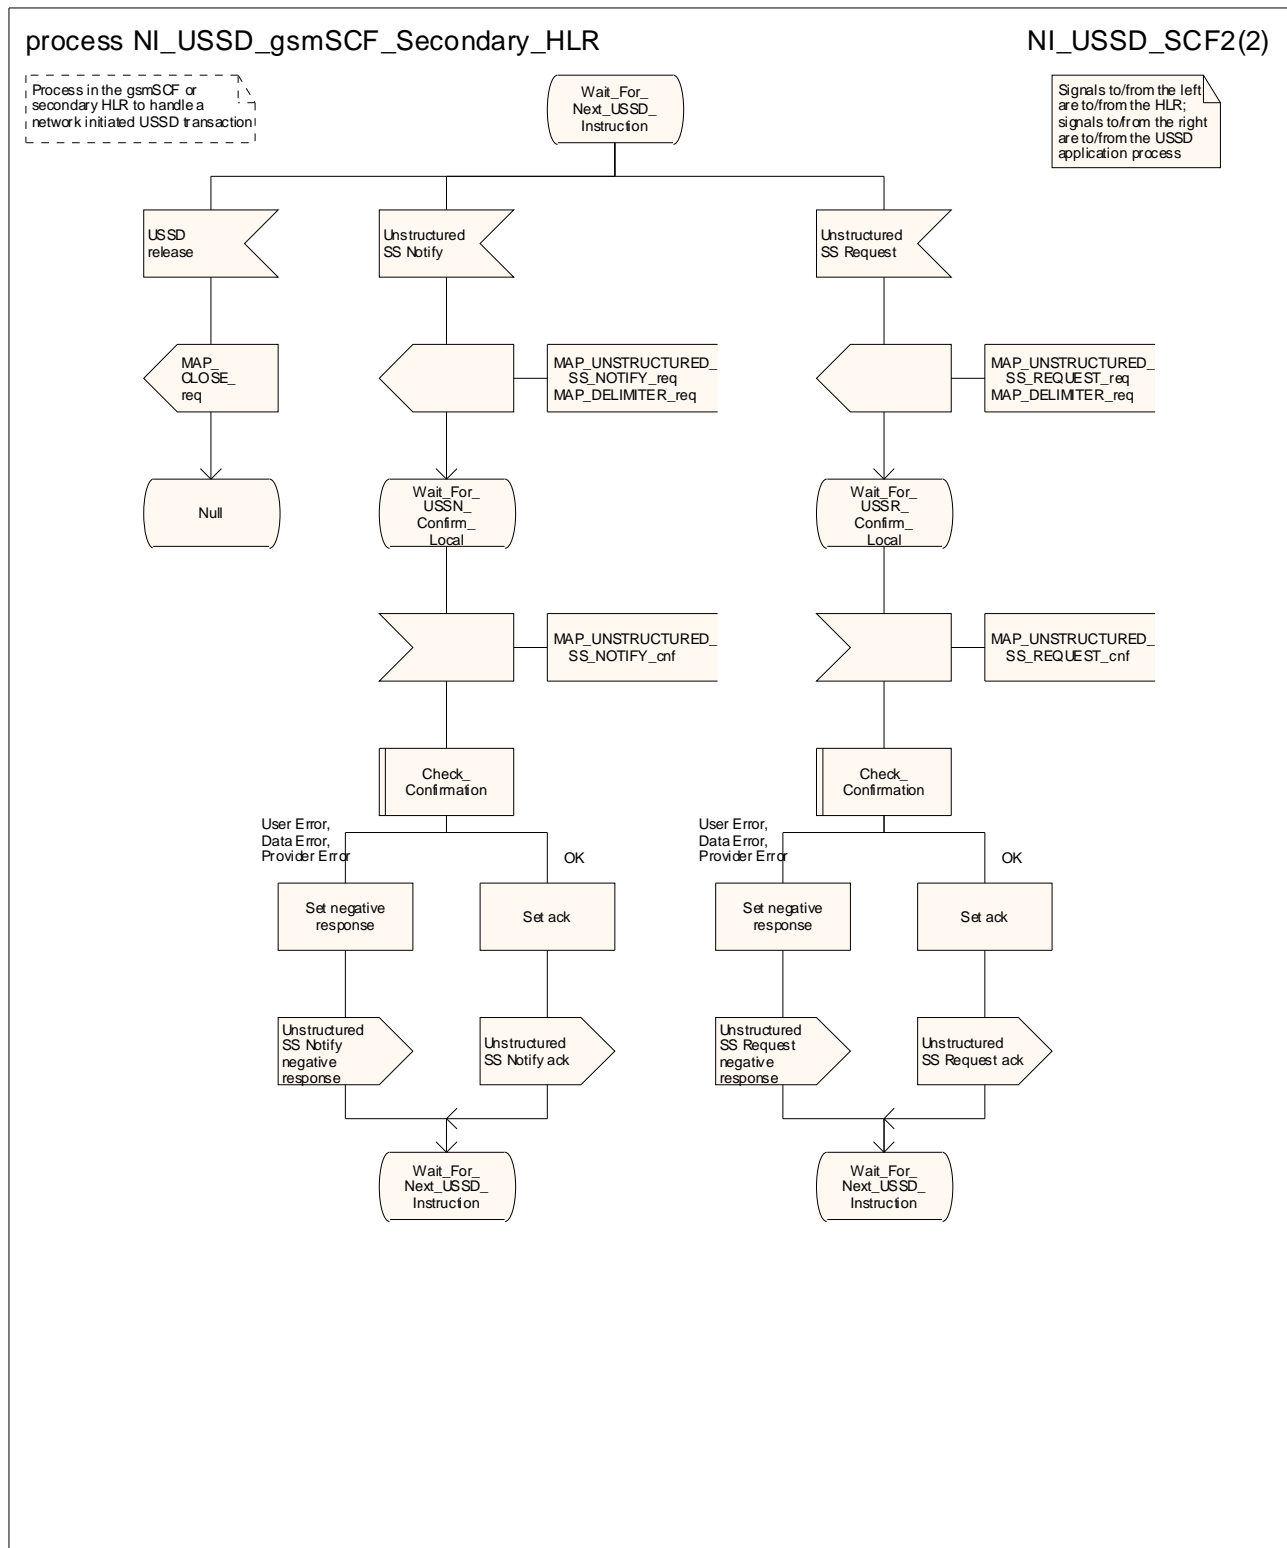 process NI_USSD_gsmSCF_Secondary_HLR
NI_USSD_SCF2(2)
Process in the gsmSCF or
secondary HLR to handle a
network initiated USSD transaction
Wait_For_
Next_USSD_
Instruction
Signals to/from the left
are to/from the HLR;
signals to/from the right
are to/from the USSD
application process
USSD
release
Unstructured
SS Notify
Unstructured
SS Request
MAP_
CLOSE_
req
MAP_UNSTRUCTURED_
SS_NOTIFY_req
MAP_DELIMITER_req
MAP_UNSTRUCTURED_
SS_REQUEST_req
MAP_DELIMITER_req
Null
Wait_For_
USSN_
Confirm_
Local
Wait_For_
USSR_
Confirm_
Local
MAP_UNSTRUCTURED_
SS_NOTIFY_cnf
MAP_UNSTRUCTURED_
SS_REQUEST_cnf
Check_
Confirmation
Check_
Confirmation
User Error,
Data Error,
Provider Error
OK
User Error,
Data Error,
Provider Error
OK
Set negative
response
Set ack
Set negative
response
Set ack
Unstructured
SS Notify
negative
response
Unstructured
SS Notify ack
Unstructured
SS Request
negative
response
Unstructured
SS Request ack
Wait_For_
Next_USSD_
Instruction
Wait_For_
Next_USSD_
Instruction